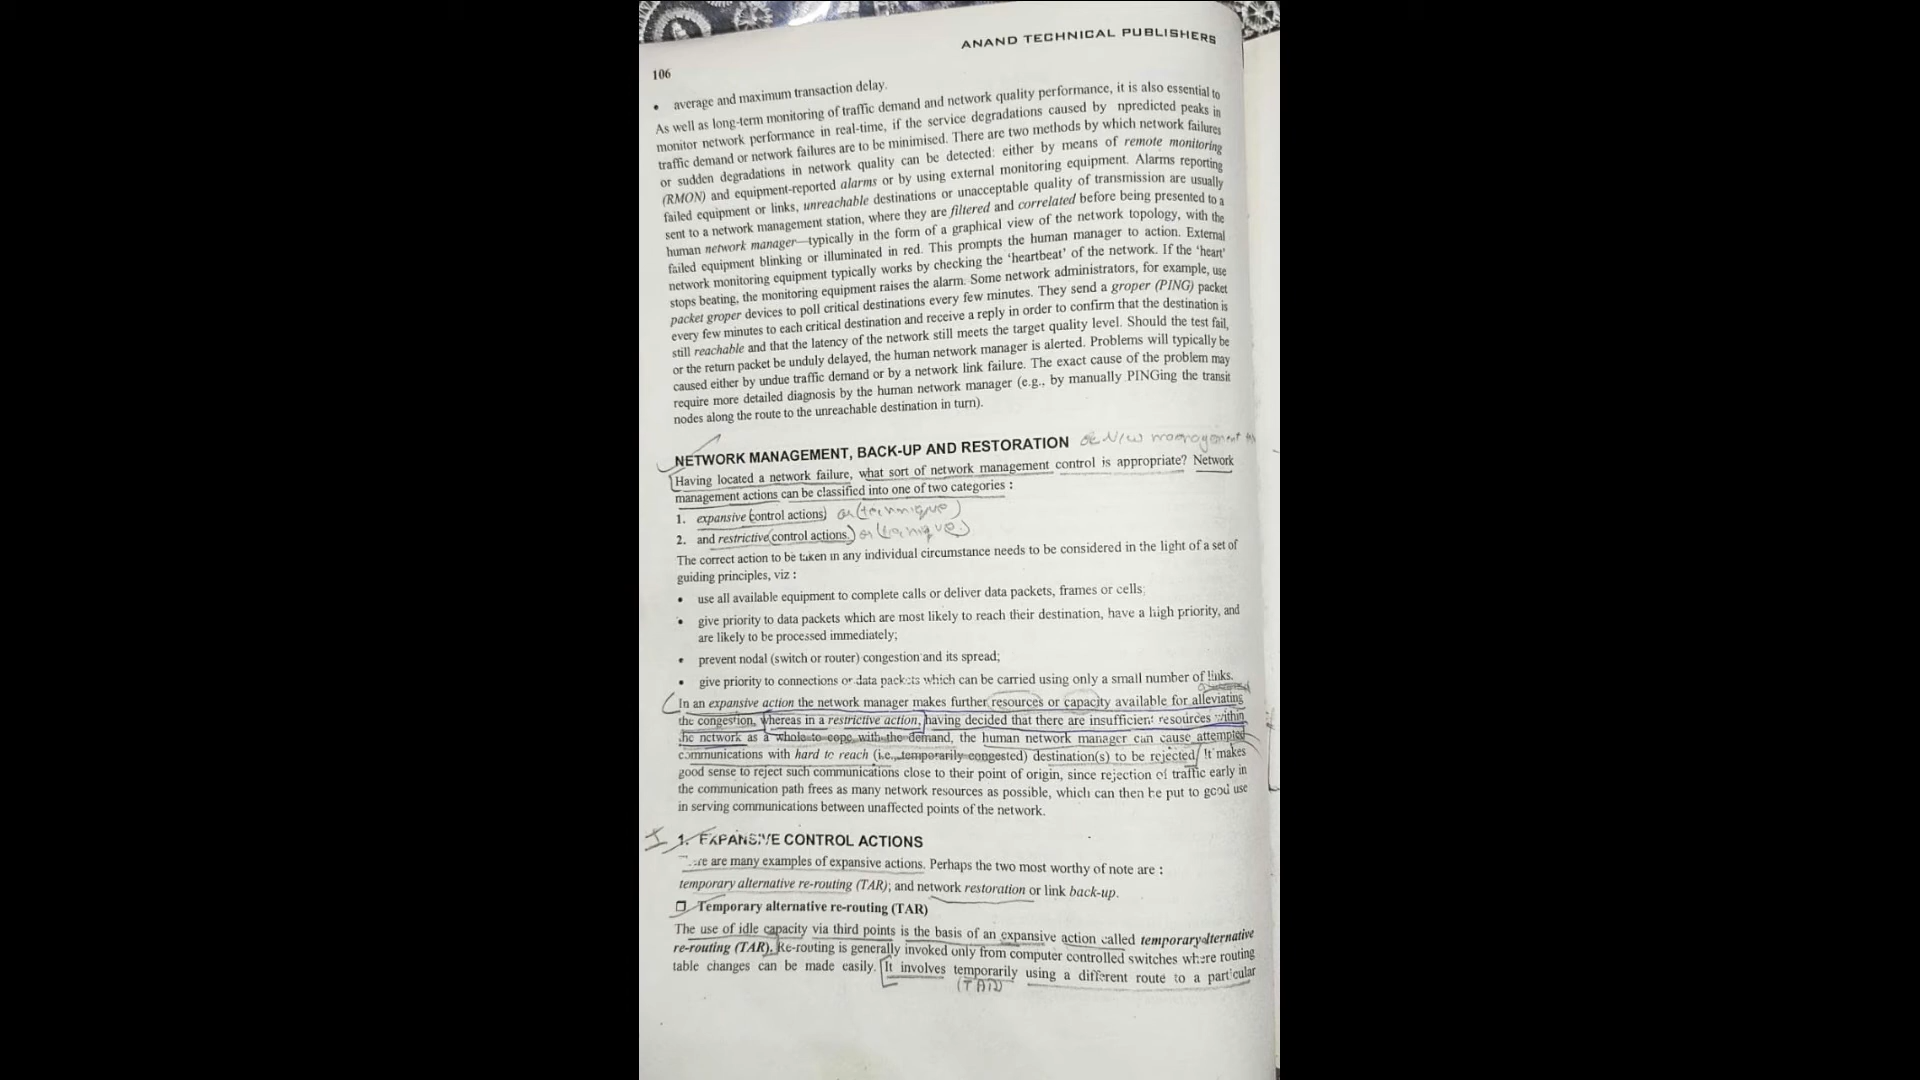 ANAND TECHNICAL PUBLISHERS
106
• average and maximum transaction delay.
As well as long-term monitoring of traffic demand and network quality performance, it is also essential to
monitor network performance in real-time, if the service degradations caused by npredicted peaks in
traffic demand or network failures are to be minimised. There are two methods by which network failures
or sudden degradations in network quality can be detected: either by means of remote monitoring
(RMON) and equipment-reported alarms or by using external monitoring equipment. Alarms reporting
failed equipment or links, unreachable destinations or unacceptable quality of transmission are usually
sent to a network management station, where they are filtered and correlated before being presented to a
human network manager—typically in the form of a graphical view of the network topology, with the
failed equipment blinking or illuminated in red. This prompts the human manager to action. External
network monitoring equipment typically works by checking the ‘heartbeat’ of the network. If the ‘heart’
stops beating, the monitoring equipment raises the alarm. Some network administrators, for example, use
packet groper devices to poll critical destinations every few minutes. They send a groper (PING) packet
every few minutes to each critical destination and receive a reply in order to confirm that the destination is
still reachable and that the latency of the network still meets the target quality level. Should the test fail,
or the return packet be unduly delayed, the human network manager is alerted. Problems will typically be
caused either by undue traffic demand or by a network link failure. The exact cause of the problem may
require more detailed diagnosis by the human network manager (e.g., by manually PINGing the transit
nodes along the route to the unreachable destination in turn).
NETWORK MANAGEMENT, BACK-UP AND RESTORATION or N/W management
Having located a network failure, what sort of network management control is appropriate? Network
management actions can be classified into one of two categories :
1. expansive control actions) or (technique)
2. and restrictive (control actions.) or (technique.)
The correct action to be taken in any individual circumstance needs to be considered in the light of a set of
guiding principles, viz :
• use all available equipment to complete calls or deliver data packets, frames or cells;
• give priority to data packets which are most likely to reach their destination, have a high priority, and
are likely to be processed immediately;
• prevent nodal (switch or router) congestion and its spread;
• give priority to connections or data packets which can be carried using only a small number of links.
In an expansive action the network manager makes further resources or capacity available for alleviating
the congestion, whereas in a restrictive action, having decided that there are insufficient resources within
the network as a whole to cope with the demand, the human network manager can cause attempted
communications with hard to reach (i.e., temporarily congested) destination(s) to be rejected. It makes
good sense to reject such communications close to their point of origin, since rejection of traffic early in
the communication path frees as many network resources as possible, which can then be put to good use
in serving communications between unaffected points of the network.
I 1. EXPANSIVE CONTROL ACTIONS
There are many examples of expansive actions. Perhaps the two most worthy of note are :
temporary alternative re-routing (TAR); and network restoration or link back-up.
❒ Temporary alternative re-routing (TAR)
The use of idle capacity via third points is the basis of an expansive action called temporary alternative
re-routing (TAR). Re-routing is generally invoked only from computer controlled switches where routing
table changes can be made easily. It involves temporarily using a different route to a particular
(TAR)